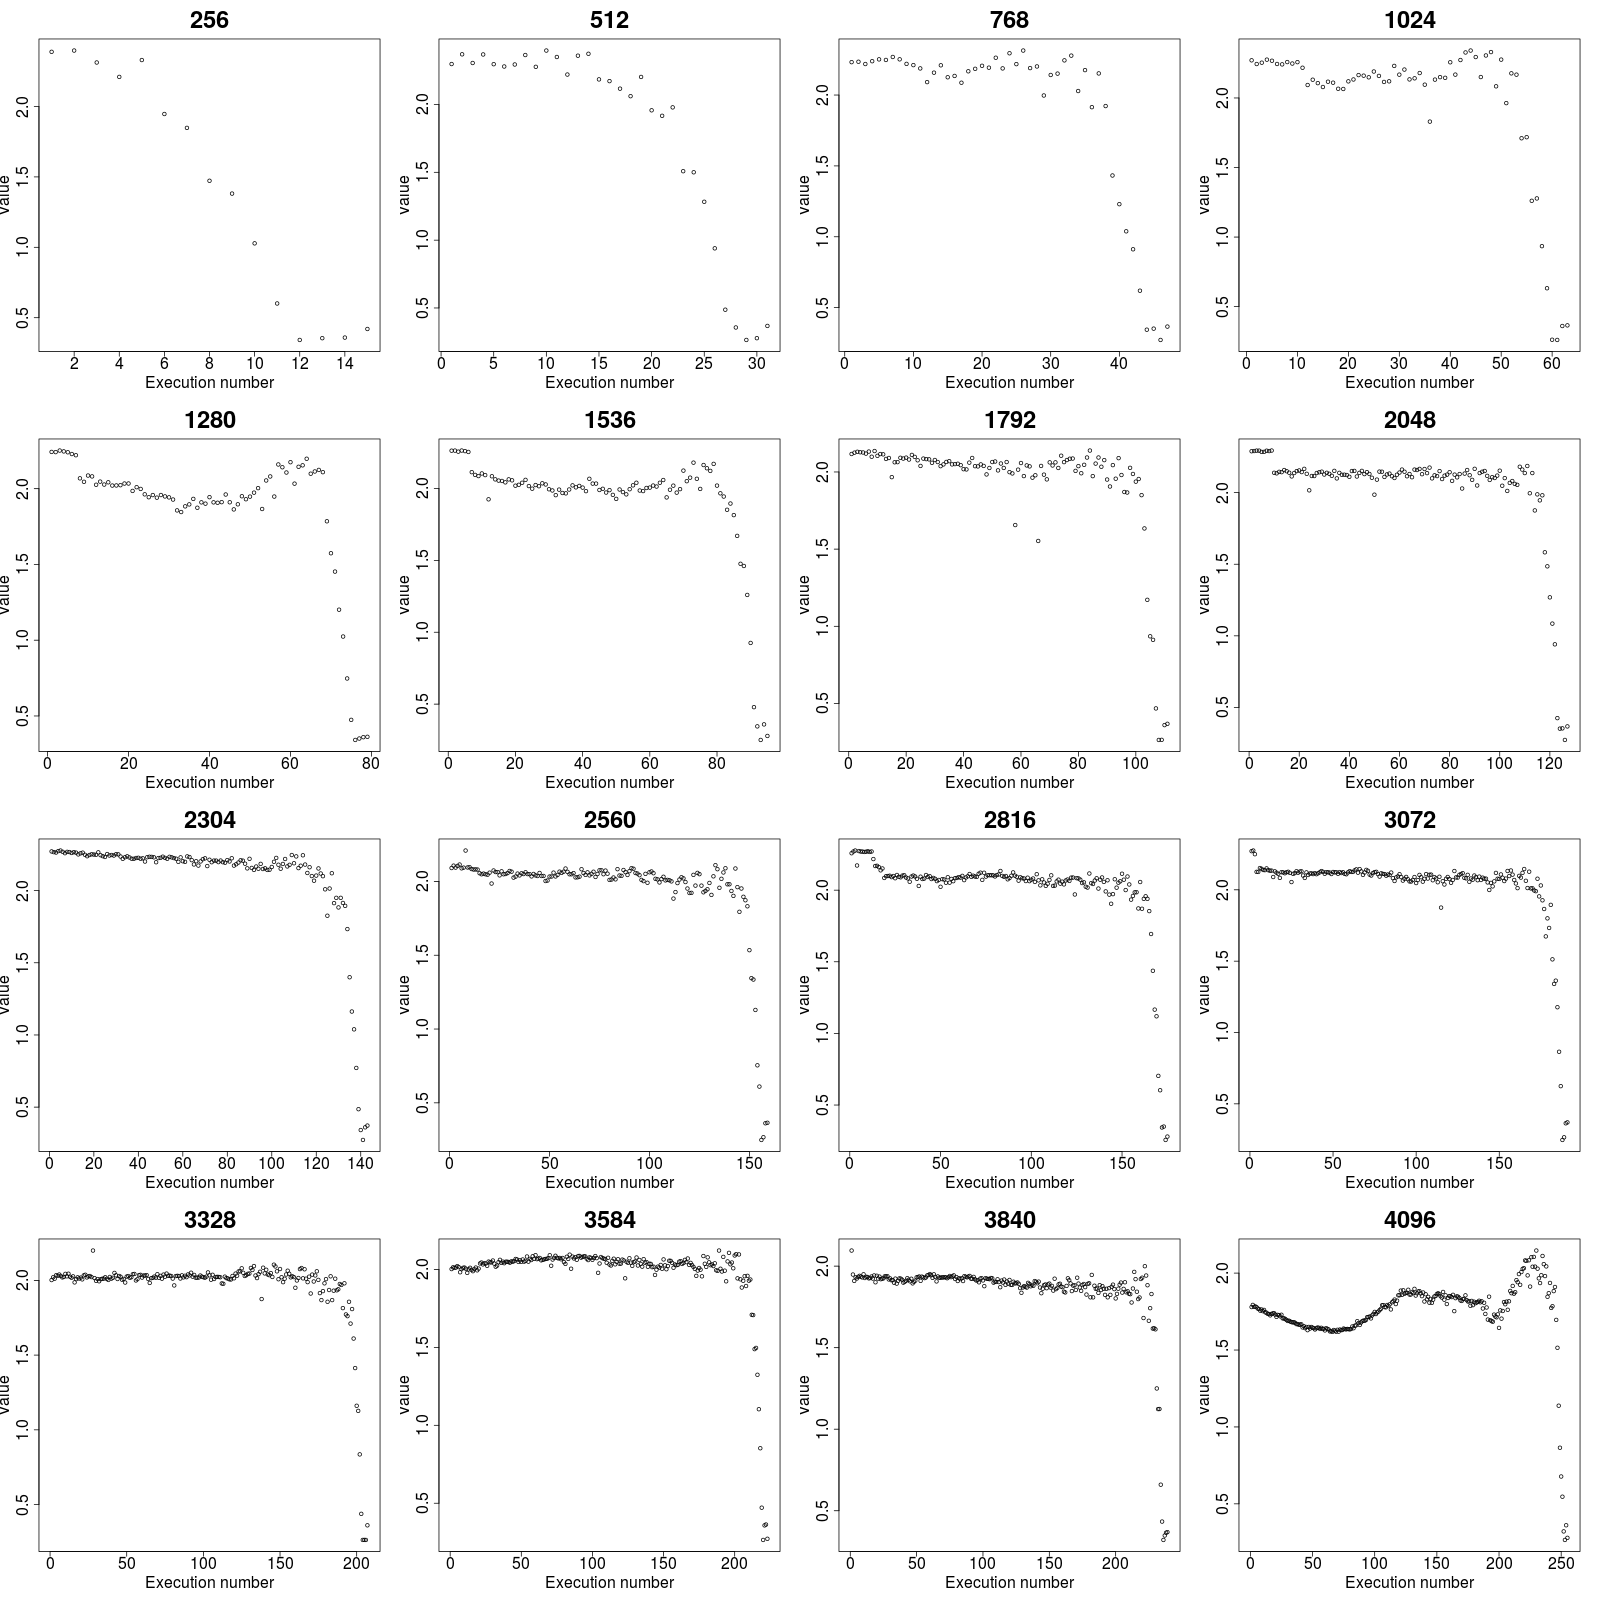 256 512 768 1024
2.0 1.5 1.0 0.5 2.0 1.5 1.0 0.5 2.0 1.5 1.0 0.5 2.0 1.5 1.0 0.5
value value value value
2 4 6 8 10 12 14 0 5 10 15 20 25 30 0 10 20 30 40 0 10 20 30 40 50 60
Execution number Execution number Execution number Execution number
1280 1536 1792 2048
2.0 1.5 1.0 0.5 2.0 1.5 1.0 0.5 2.0 1.5 1.0 0.5 2.0 1.5 1.0 0.5
value value value value
0 20 40 60 80 0 20 40 60 80 0 20 40 60 80 100 0 20 40 60 80 100 120
Execution number Execution number Execution number Execution number
2304 2560 2816 3072
2.0 1.5 1.0 0.5 2.0 1.5 1.0 0.5 2.0 1.5 1.0 0.5 2.0 1.5 1.0 0.5
value value value value
0 20 40 60 80 100 120 140 0 50 100 150 0 50 100 150 0 50 100 150
Execution number Execution number Execution number Execution number
3328 3584 3840 4096
2.0 1.5 1.0 0.5 2.0 1.5 1.0 0.5 2.0 1.5 1.0 0.5 2.0 1.5 1.0 0.5
value value value value
0 50 100 150 200 0 50 100 150 200 0 50 100 150 200 0 50 100 150 200 250
Execution number Execution number Execution number Execution number